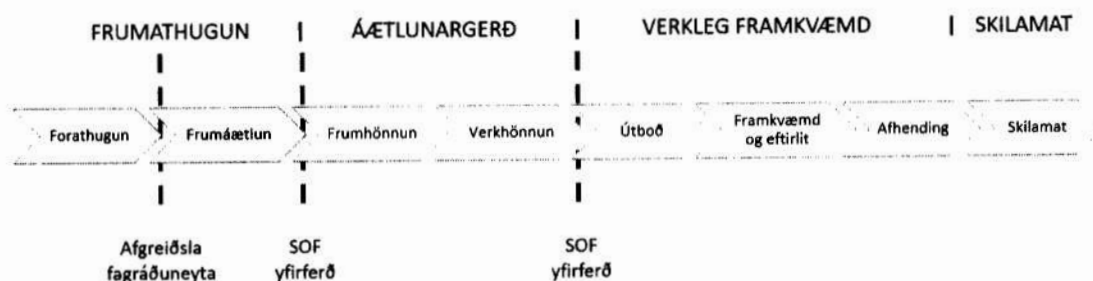 FRUMATHUGUN
ÁÆTLUNARGERÐ
VERKLEG FRAMKVÆMD
SKILAMAT
Forathugun
Frumáætlun
Frumhönnun
Verkhönnun
Útboð
Framkvæmd
og eftirlit
Afhending
Skilamat
Afgreiðsla
fagráðuneyta
SOF
yfirferð
SOF
yfirferð